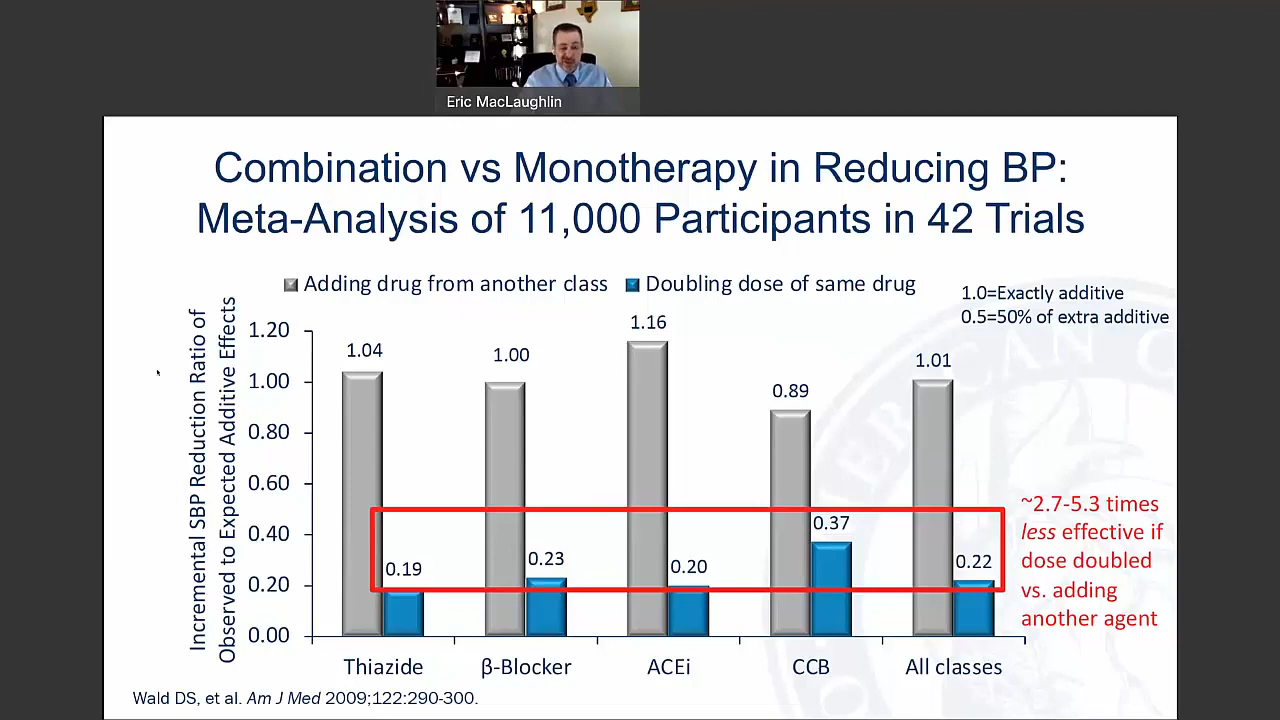 Eric MacLaughlin
Combination vs Monotherapy in Reducing BP:
Meta-Analysis of 11,000 Participants in 42 Trials
Adding drug from another class
Doubling dose of same drug
1.0=Exactly additive
0.5=50% of extra additive
Incremental SBP Reduction Ratio of
Observed to Expected Additive Effects
1.20
1.00
0.80
0.60
0.40
0.20
0.00
1.04
0.19
1.00
0.23
1.16
0.20
0.89
0.37
1.01
0.22
Thiazide
β-Blocker
ACEi
CCB
All classes
~2.7-5.3 times
less effective if
dose doubled
vs. adding
another agent
Wald DS, et al. Am J Med 2009;122:290-300.